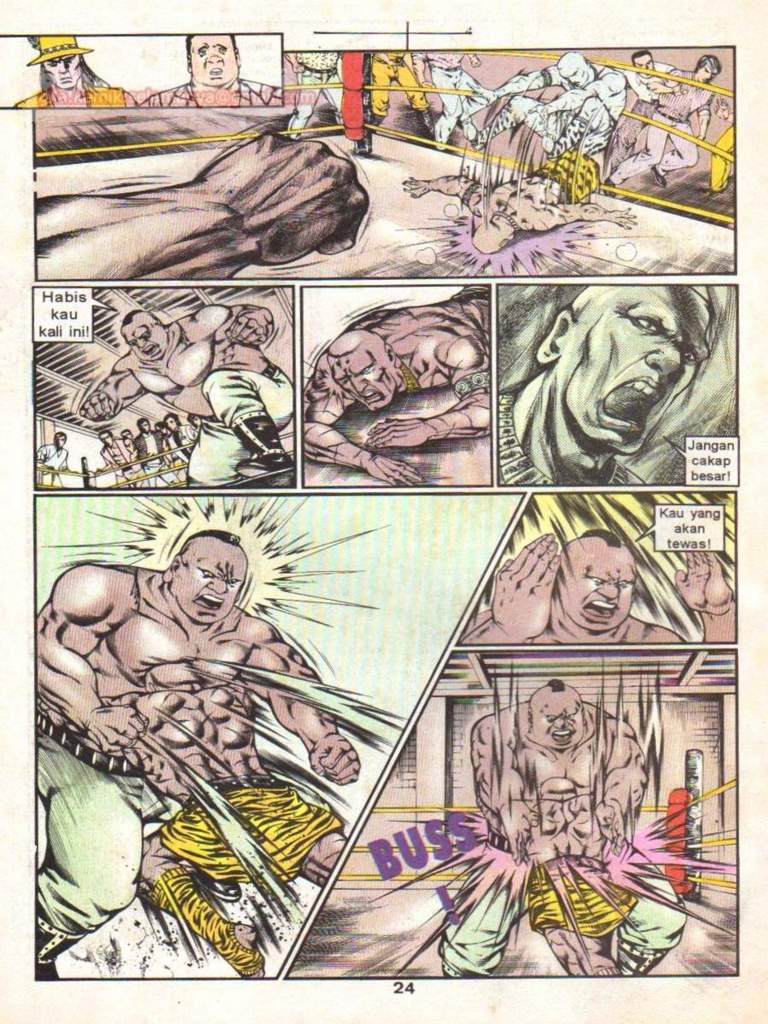 Habis
kau
kali ini!
Jangan
cakap
besar!
Kau yang
akan
tewas!
BUSS
!
24